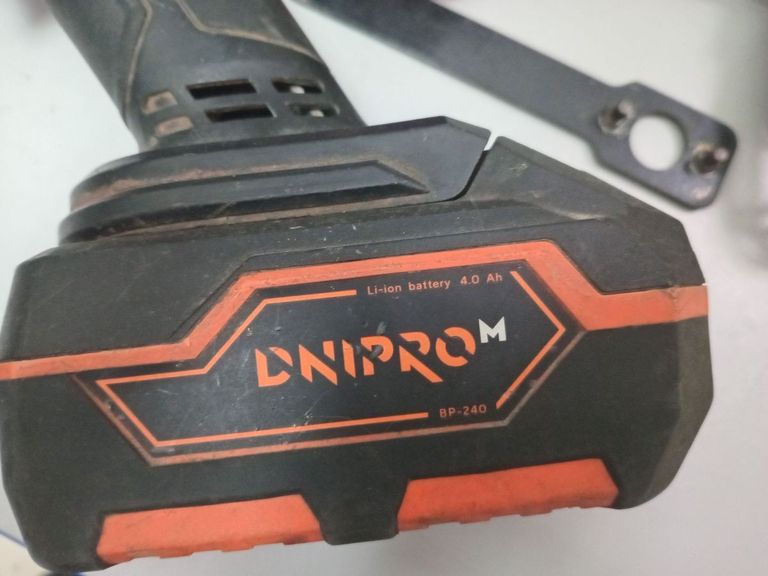 Li-ion battery 4.0 Ah
DNIPRO M
BP-240